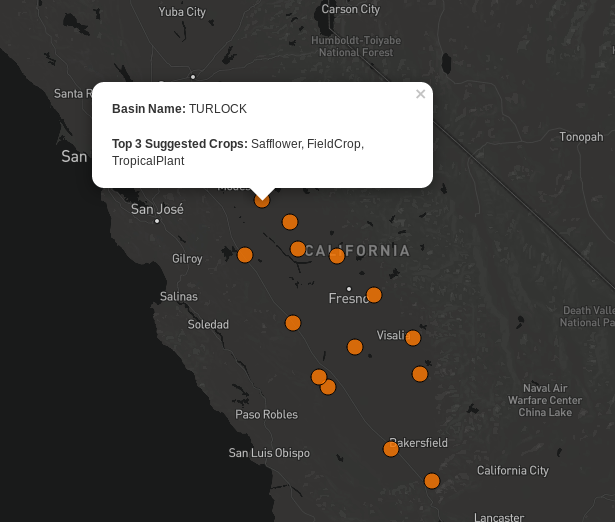 Yuba City
Carson City
Humboldt-Toiyabe
National Forest
Santa R
×
Basin Name: TURLOCK
Top 3 Suggested Crops: Safflower, FieldCrop,
TropicalPlant
Tonopah
San
San José
CALIFORNIA
Gilroy
Salinas
Fresno
Soledad
Death Valle
National Pa
Visalia
Naval Air
Warfare Center
China Lake
Paso Robles
Bakersfield
San Luis Obispo
California City
Lancaster